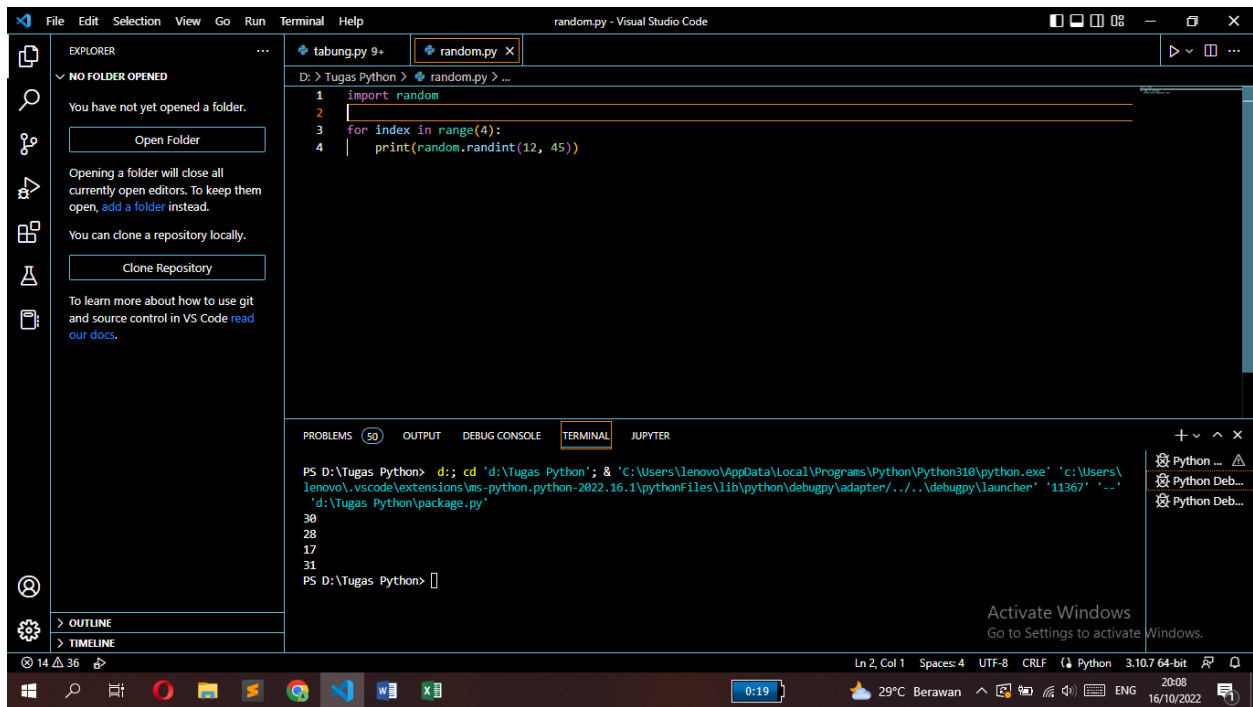 File Edit Selection View Go Run Terminal Help random.py - Visual Studio Code
EXPLORER ...
NO FOLDER OPENED
You have not yet opened a folder.
Open Folder
Opening a folder will close all
currently open editors. To keep them
open, add a folder instead.
You can clone a repository locally.
Clone Repository
To learn more about how to use git
and source control in VS Code read
our docs.
OUTLINE
TIMELINE
tabung.py 9+ random.py
D: > Tugas Python > random.py > ...
1 import random
2
3 for index in range(4):
4 print(random.randint(12, 45))
PROBLEMS 50 OUTPUT DEBUG CONSOLE TERMINAL JUPYTER
PS D:\Tugas Python> d:; cd 'd:\Tugas Python'; & 'C:\Users\lenovo\AppData\Local\Programs\Python\Python310\python.exe' 'c:\Users\
lenovo\.vscode\extensions\ms-python.python-2022.16.1\pythonFiles\lib\python\debugpy\adapter/../..\debugpy\launcher' '11367' '--'
'd:\Tugas Python\package.py'
30
28
17
31
PS D:\Tugas Python>
Python ...
Python Deb...
Python Deb...
Activate Windows
Go to Settings to activate Windows.
14 36 Ln 2, Col 1 Spaces: 4 UTF-8 CRLF Python 3.10.7 64-bit
0:19 29°C Berawan ENG 20:08
16/10/2022
1